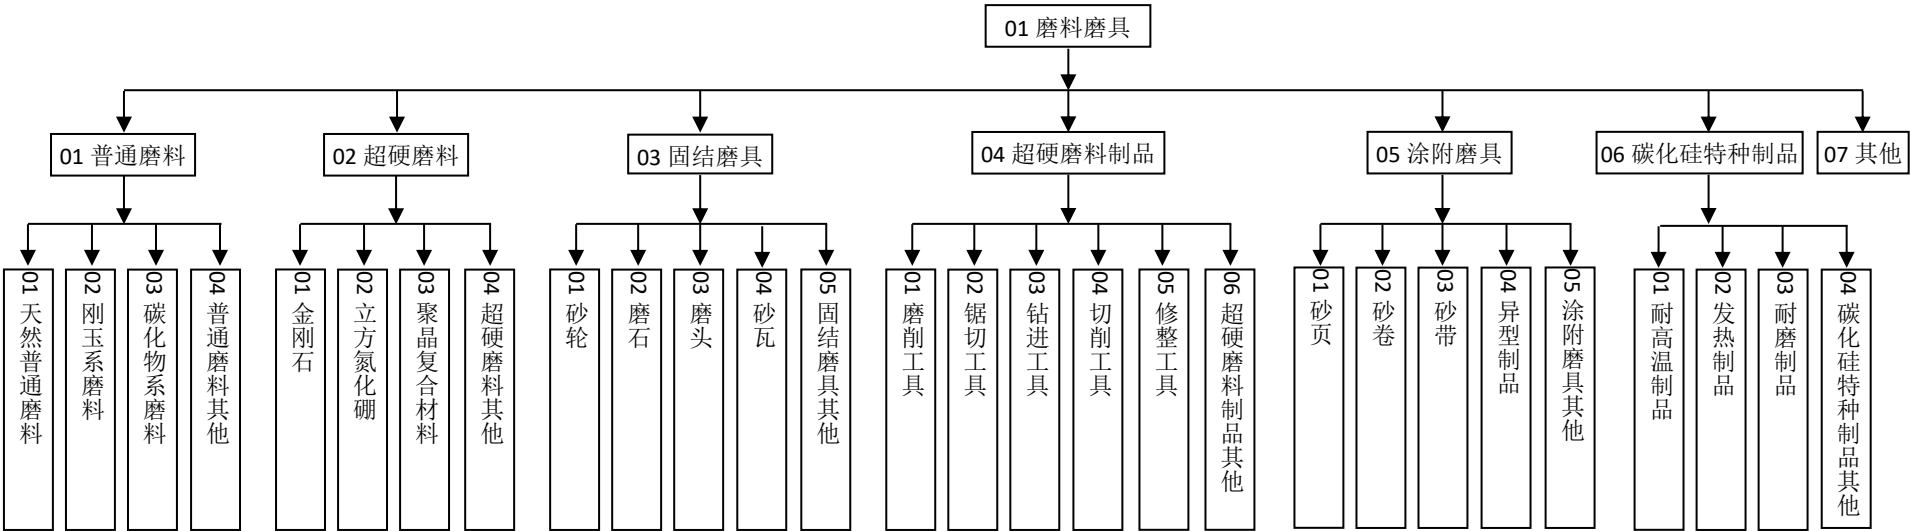 01 磨料磨具
01 普通磨料
02 超硬磨料
03 固结磨具
04 超硬磨料制品
05 涂附磨具
06 碳化硅特种制品
07 其他
01 天然普通磨料
02 刚玉系磨料
03 碳化物系磨料
04 普通磨料其他
01 金刚石
02 立方氮化硼
03 聚晶复合材料
04 超硬磨料其他
01 砂轮
02 磨石
03 磨头
04 砂瓦
05 固结磨具其他
01 磨削工具
02 锯切工具
03 钻进工具
04 切削工具
05 修整工具
06 超硬磨料制品其他
01 砂页
02 砂卷
03 砂带
04 异型制品
05 涂附磨具其他
01 耐高温制品
02 发热制品
03 耐磨制品
04 碳化硅特种制品其他